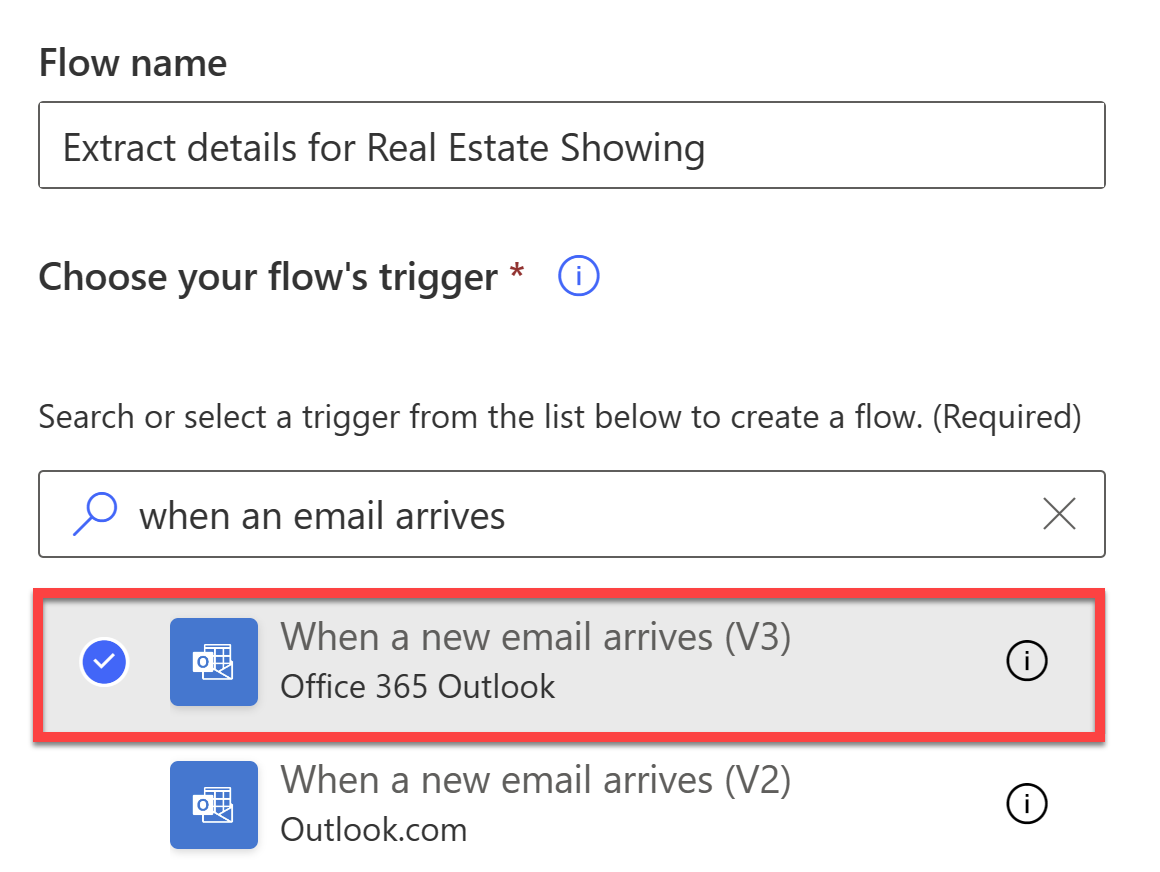 Flow name
Extract details for Real Estate Showing
Choose your flow's trigger *
Search or select a trigger from the list below to create a flow. (Required)
when an email arrives
When a new email arrives (V3)
Office 365 Outlook
When a new email arrives (V2)
Outlook.com